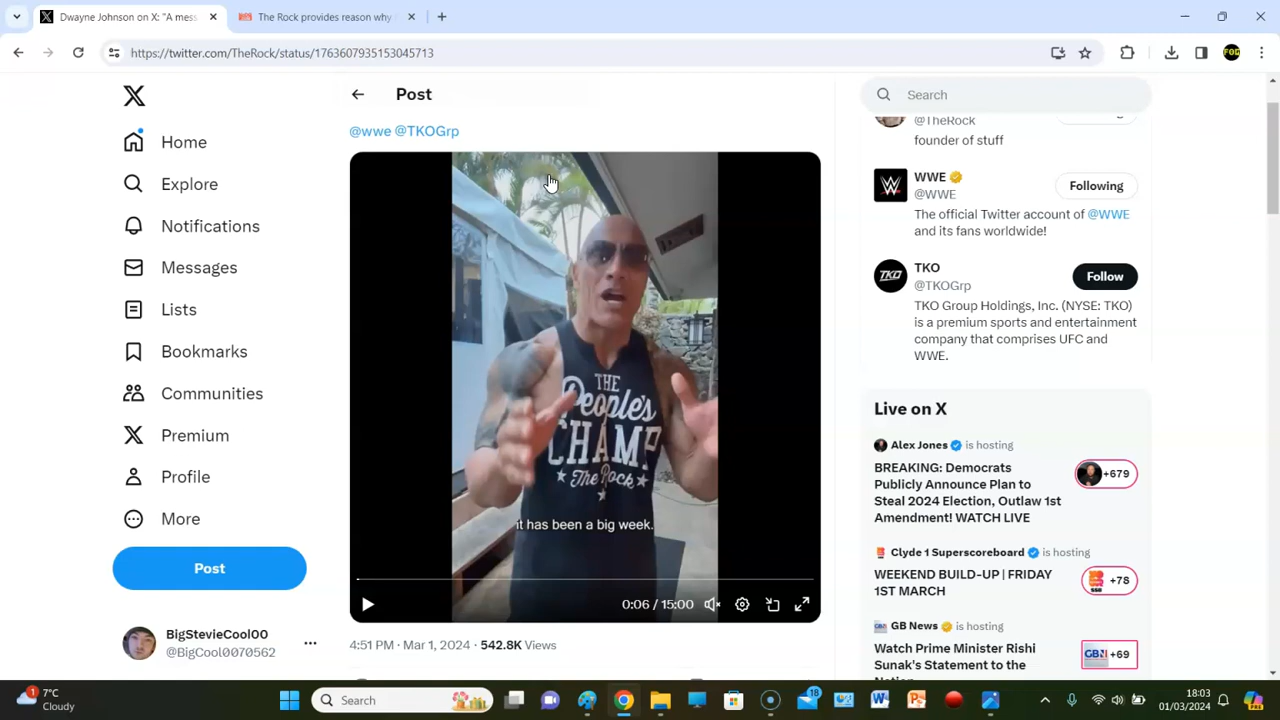 Dwayne Johnson on X: "A mess
The Rock provides reason why
https://twitter.com/TheRock/status/1763607935153045713
FOG
Post
Search
@wwe @TKOGrp
@TheRock
founder of stuff
Home
Explore
Notifications
Messages
Lists
Bookmarks
Communities
Premium
Profile
More
Post
BigStevieCool00
@BigCool0070562
THE
People's
CHAMP
The Rock
it has been a big week.
0:06 / 15:00
4:51 PM · Mar 1, 2024 · 542.8K Views
WWE
@WWE
Following
The official Twitter account of @WWE
and its fans worldwide!
TKO
TKO
@TKOGrp
Follow
TKO Group Holdings, Inc. (NYSE: TKO)
is a premium sports and entertainment
company that comprises UFC and
WWE.
Live on X
Alex Jones is hosting
BREAKING: Democrats
Publicly Announce Plan to
Steal 2024 Election, Outlaw 1st
Amendment! WATCH LIVE
+679
Clyde 1 Superscoreboard is hosting
WEEKEND BUILD-UP | FRIDAY
1ST MARCH
+78
GB News is hosting
Watch Prime Minister Rishi
Sunak's Statement to the
Nation
GBN
+69
1
7°C
Cloudy
Search
18
18:03
01/03/2024